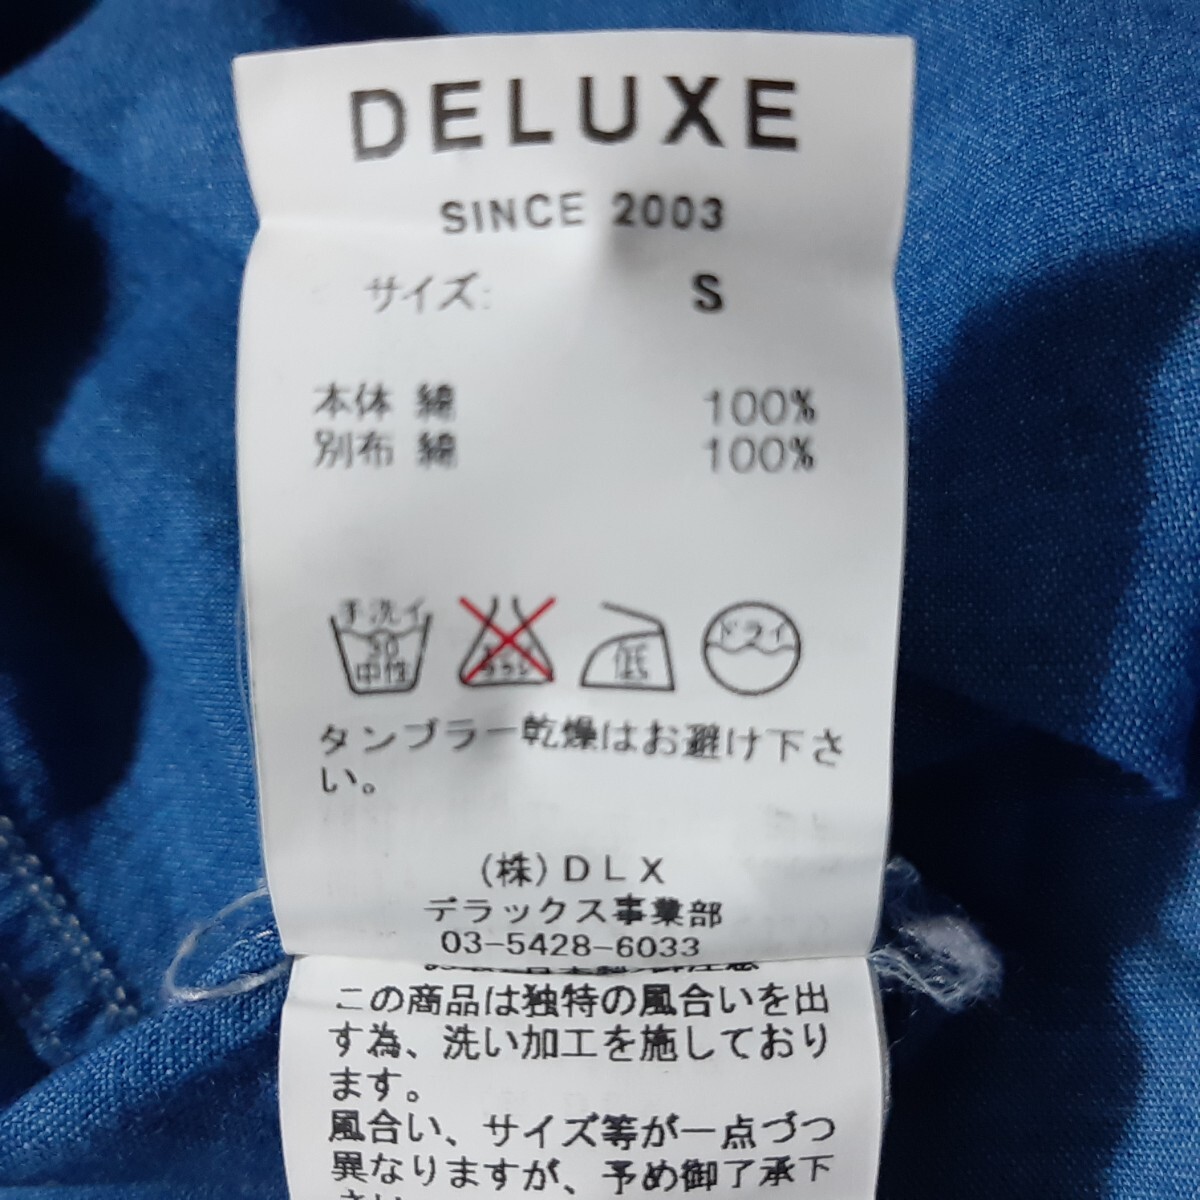 DELUXE
SINCE 2003
サイズ: S
本体 綿 100%
別布 綿 100%
手洗イ
30
中性
低
ドライ
タンブラー乾燥はお避け下さ
い。
(株)DLX
デラックス事業部
03-5428-6033
この商品は独特の風合いを出
す為、洗い加工を施しており
ます。
風合い、サイズ等が一点づつ
異なりますが、予め御了承下
さい